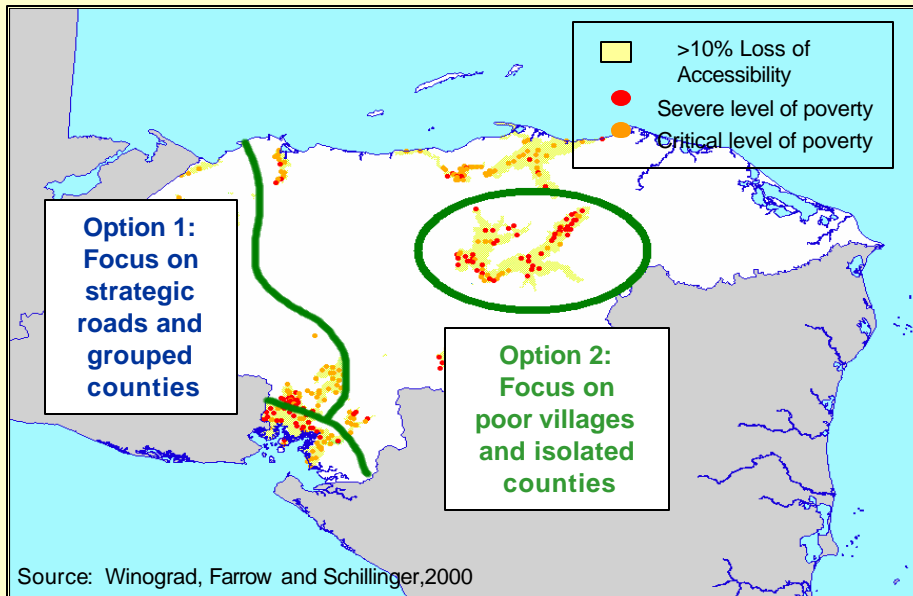 >10% Loss of
Accessibility
Severe level of poverty
Critical level of poverty
Option 1:
Focus on
strategic
roads and
grouped
counties
Option 2:
Focus on
poor villages
and isolated
counties
Source: Winograd, Farrow and Schillinger,2000